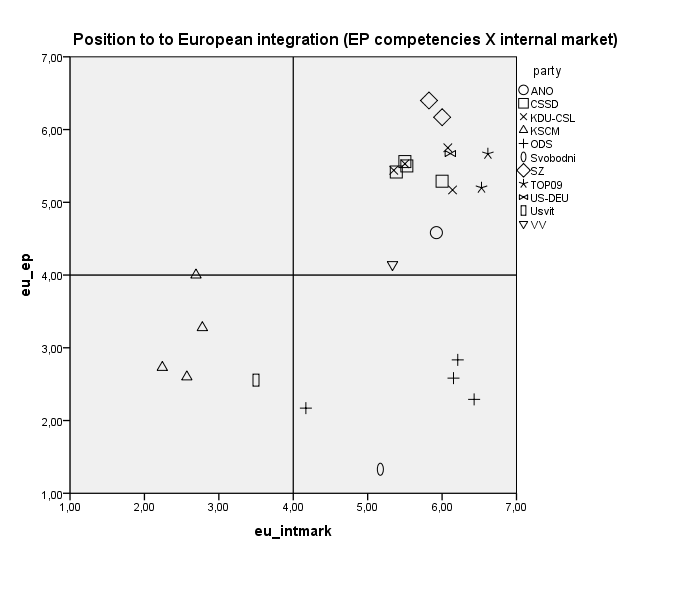 Position to to European integration (EP competencies X internal market)
party
ANO
CSSD
KDU-CSL
KSCM
ODS
Svobodni
SZ
TOP09
US-DEU
Usvit
VV
eu_ep
7,00
6,00
5,00
4,00
3,00
2,00
1,00
1,00 2,00 3,00 4,00 5,00 6,00 7,00
eu_intmark